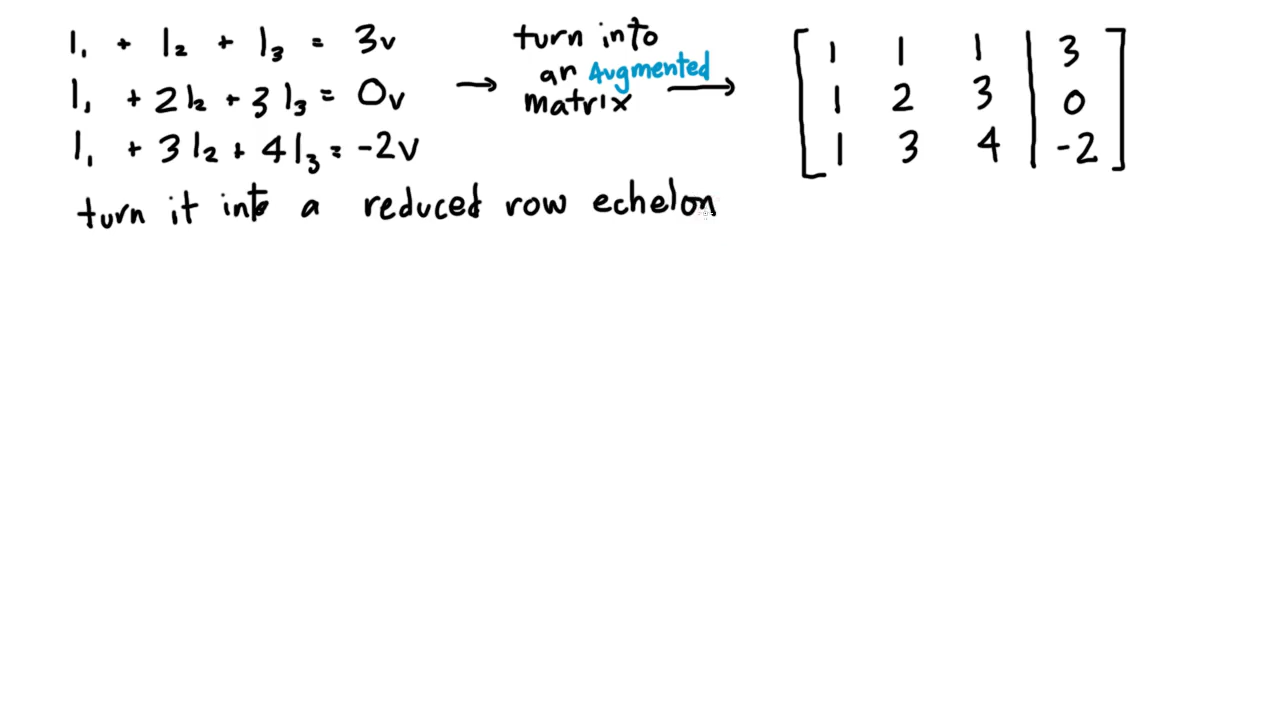 I₁ + I₂ + I₃ = 3v
I₁ + 2I₂ + 3I₃ = 0v
I₁ + 3I₂ + 4I₃ = -2v
→ turn into
an Augmented
matrix →
1 1 1 | 3
1 2 3 | 0
1 3 4 | -2
turn it into a reduced row echelon